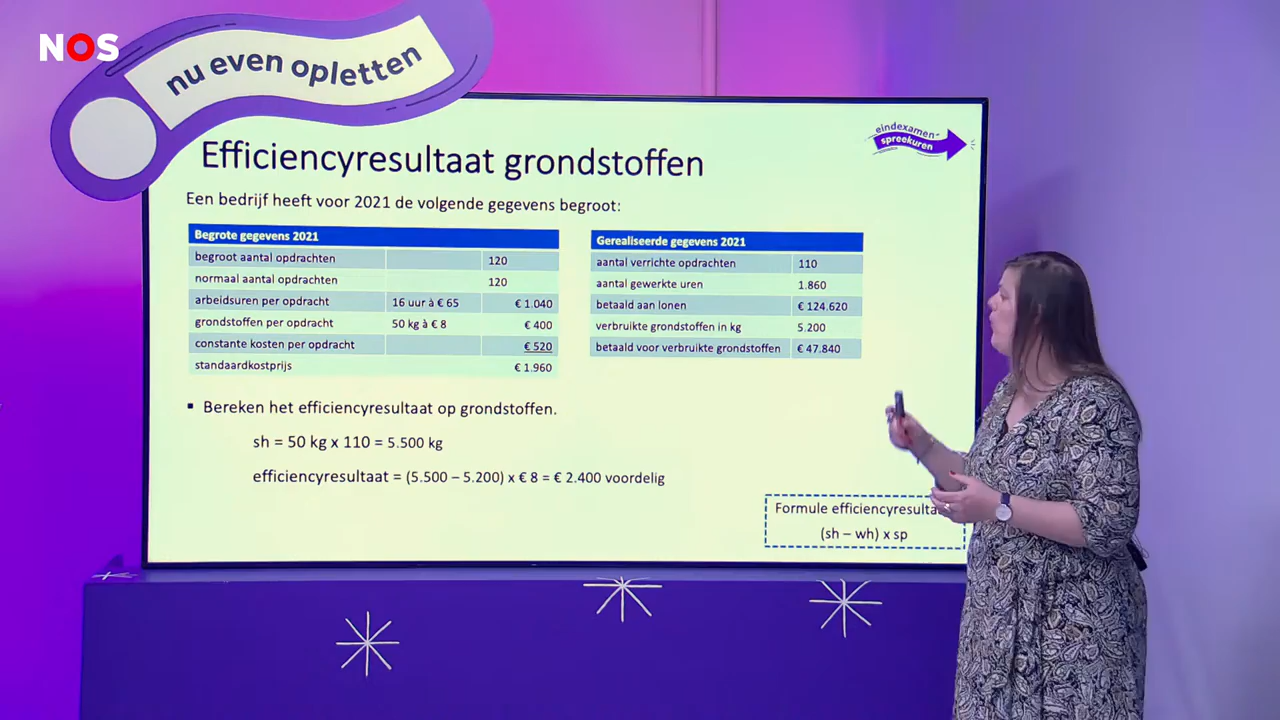 NOS
nu even opletten
eindexamen-
spreekuren
Efficiencyresultaat grondstoffen
Een bedrijf heeft voor 2021 de volgende gegevens begroot:
Begrote gegevens 2021
begroot aantal opdrachten 120
normaal aantal opdrachten 120
arbeidsuren per opdracht 16 uur à € 65 € 1.040
grondstoffen per opdracht 50 kg à € 8 € 400
constante kosten per opdracht € 520
standaardkostprijs € 1.960
Gerealiseerde gegevens 2021
aantal verrichte opdrachten 110
aantal gewerkte uren 1.860
betaald aan lonen € 124.620
verbruikte grondstoffen in kg 5.200
betaald voor verbruikte grondstoffen € 47.840
▪ Bereken het efficiencyresultaat op grondstoffen.
sh = 50 kg x 110 = 5.500 kg
efficiencyresultaat = (5.500 – 5.200) x € 8 = € 2.400 voordelig
Formule efficiencyresulta
(sh – wh) x sp